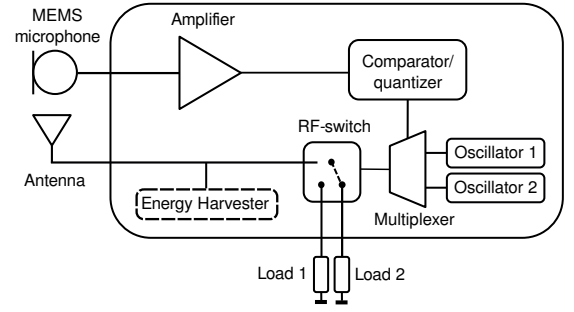 MEMS
microphone
Amplifier
Comparator/
quantizer
RF-switch
Oscillator 1
Oscillator 2
Antenna
Energy Harvester
Multiplexer
Load 1
Load 2